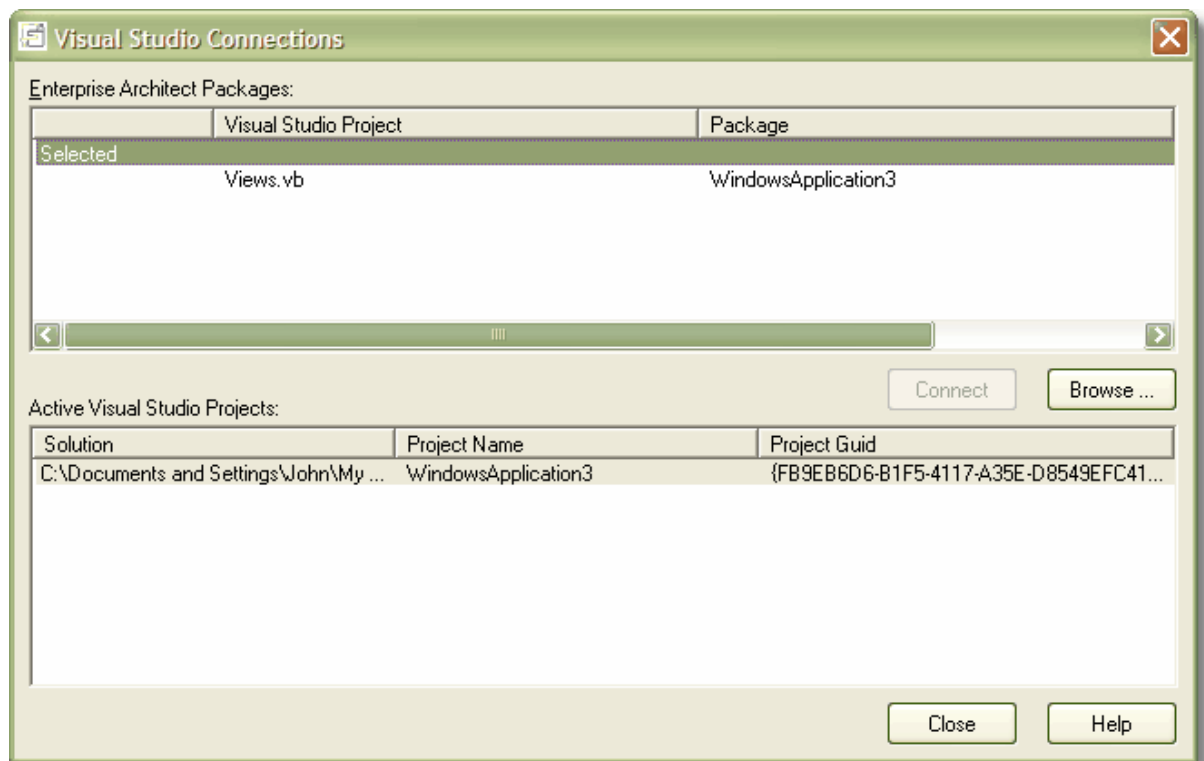 Visual Studio Connections
Enterprise Architect Packages:
Visual Studio Project Package
Selected
Views.vb WindowsApplication3
Connect Browse ...
Active Visual Studio Projects:
Solution Project Name Project Guid
C:\Documents and Settings\John\My ... WindowsApplication3 {FB9EB6D6-B1F5-4117-A35E-D8549EFC41...
Close Help